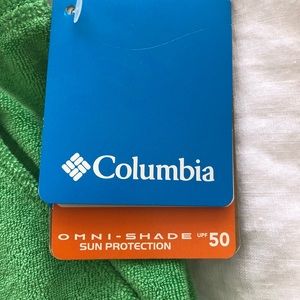 Columbia
OMNI-SHADE UPF 50
SUN PROTECTION